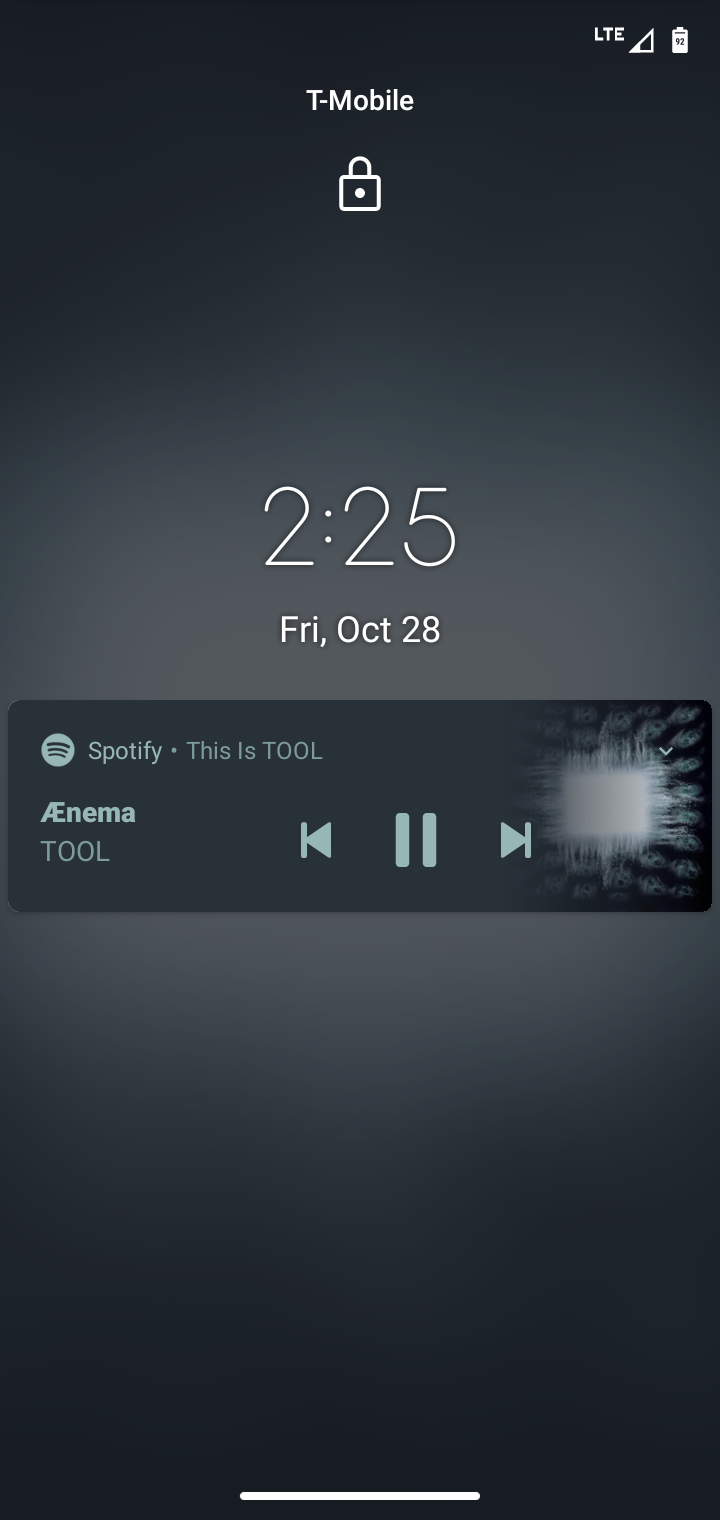 LTE 92
T-Mobile
2:25
Fri, Oct 28
Spotify • This Is TOOL
Ænema
TOOL